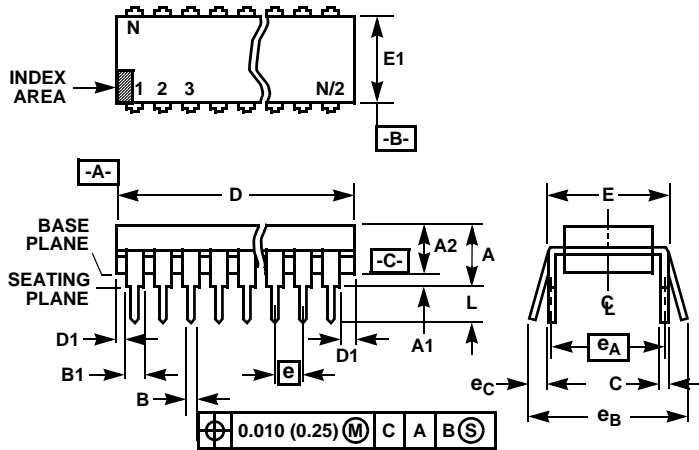 N
E1
INDEX
AREA
1 2 3 N/2
-B-
-A-
D
E
BASE
PLANE
A2
A
-C-
SEATING
PLANE
L
C
L
D1
D1
A1
eA
B1
e
eC
C
B
eB
0.010 (0.25) M C A B S